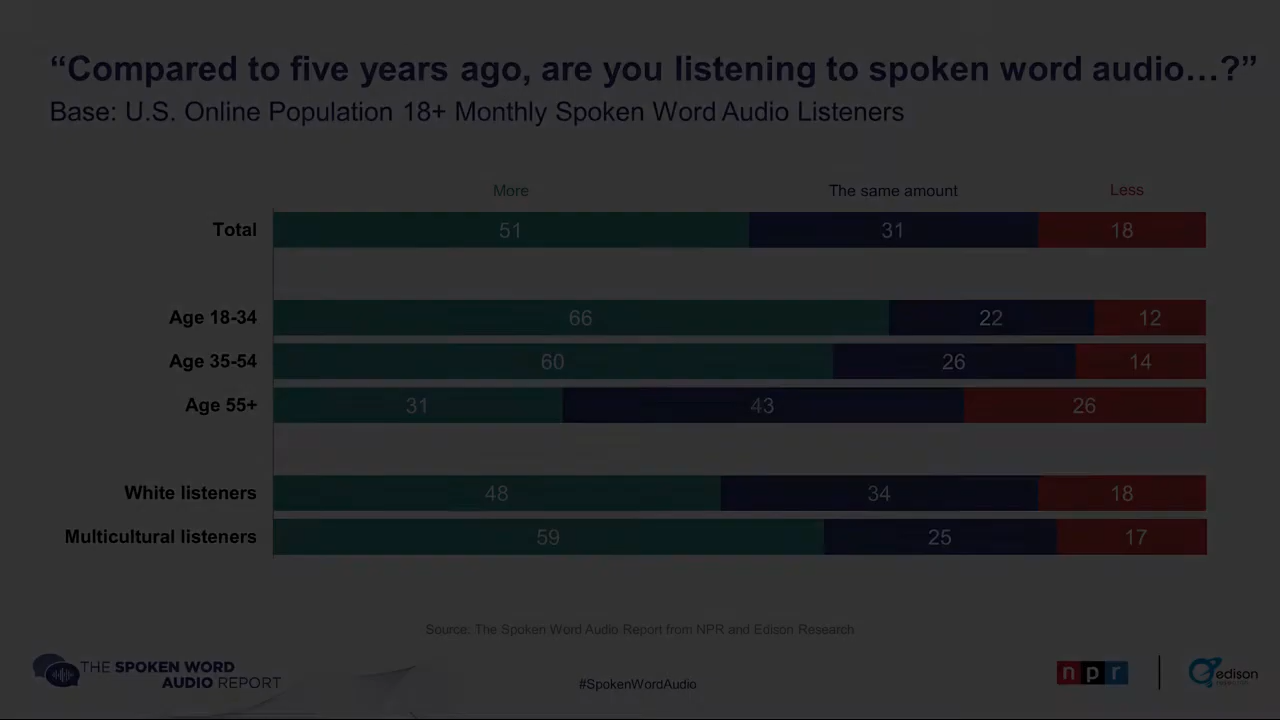 “Compared to five years ago, are you listening to spoken word audio…?”
Base: U.S. Online Population 18+ Monthly Spoken Word Audio Listeners
More The same amount Less
Total 51 31 18
Age 18-34 66 22 12
Age 35-54 60 26 14
Age 55+ 31 43 26
White listeners 48 34 18
Multicultural listeners 59 25 17
Source: The Spoken Word Audio Report from NPR and Edison Research
THE SPOKEN WORD
AUDIO REPORT
#SpokenWordAudio
npr
edison